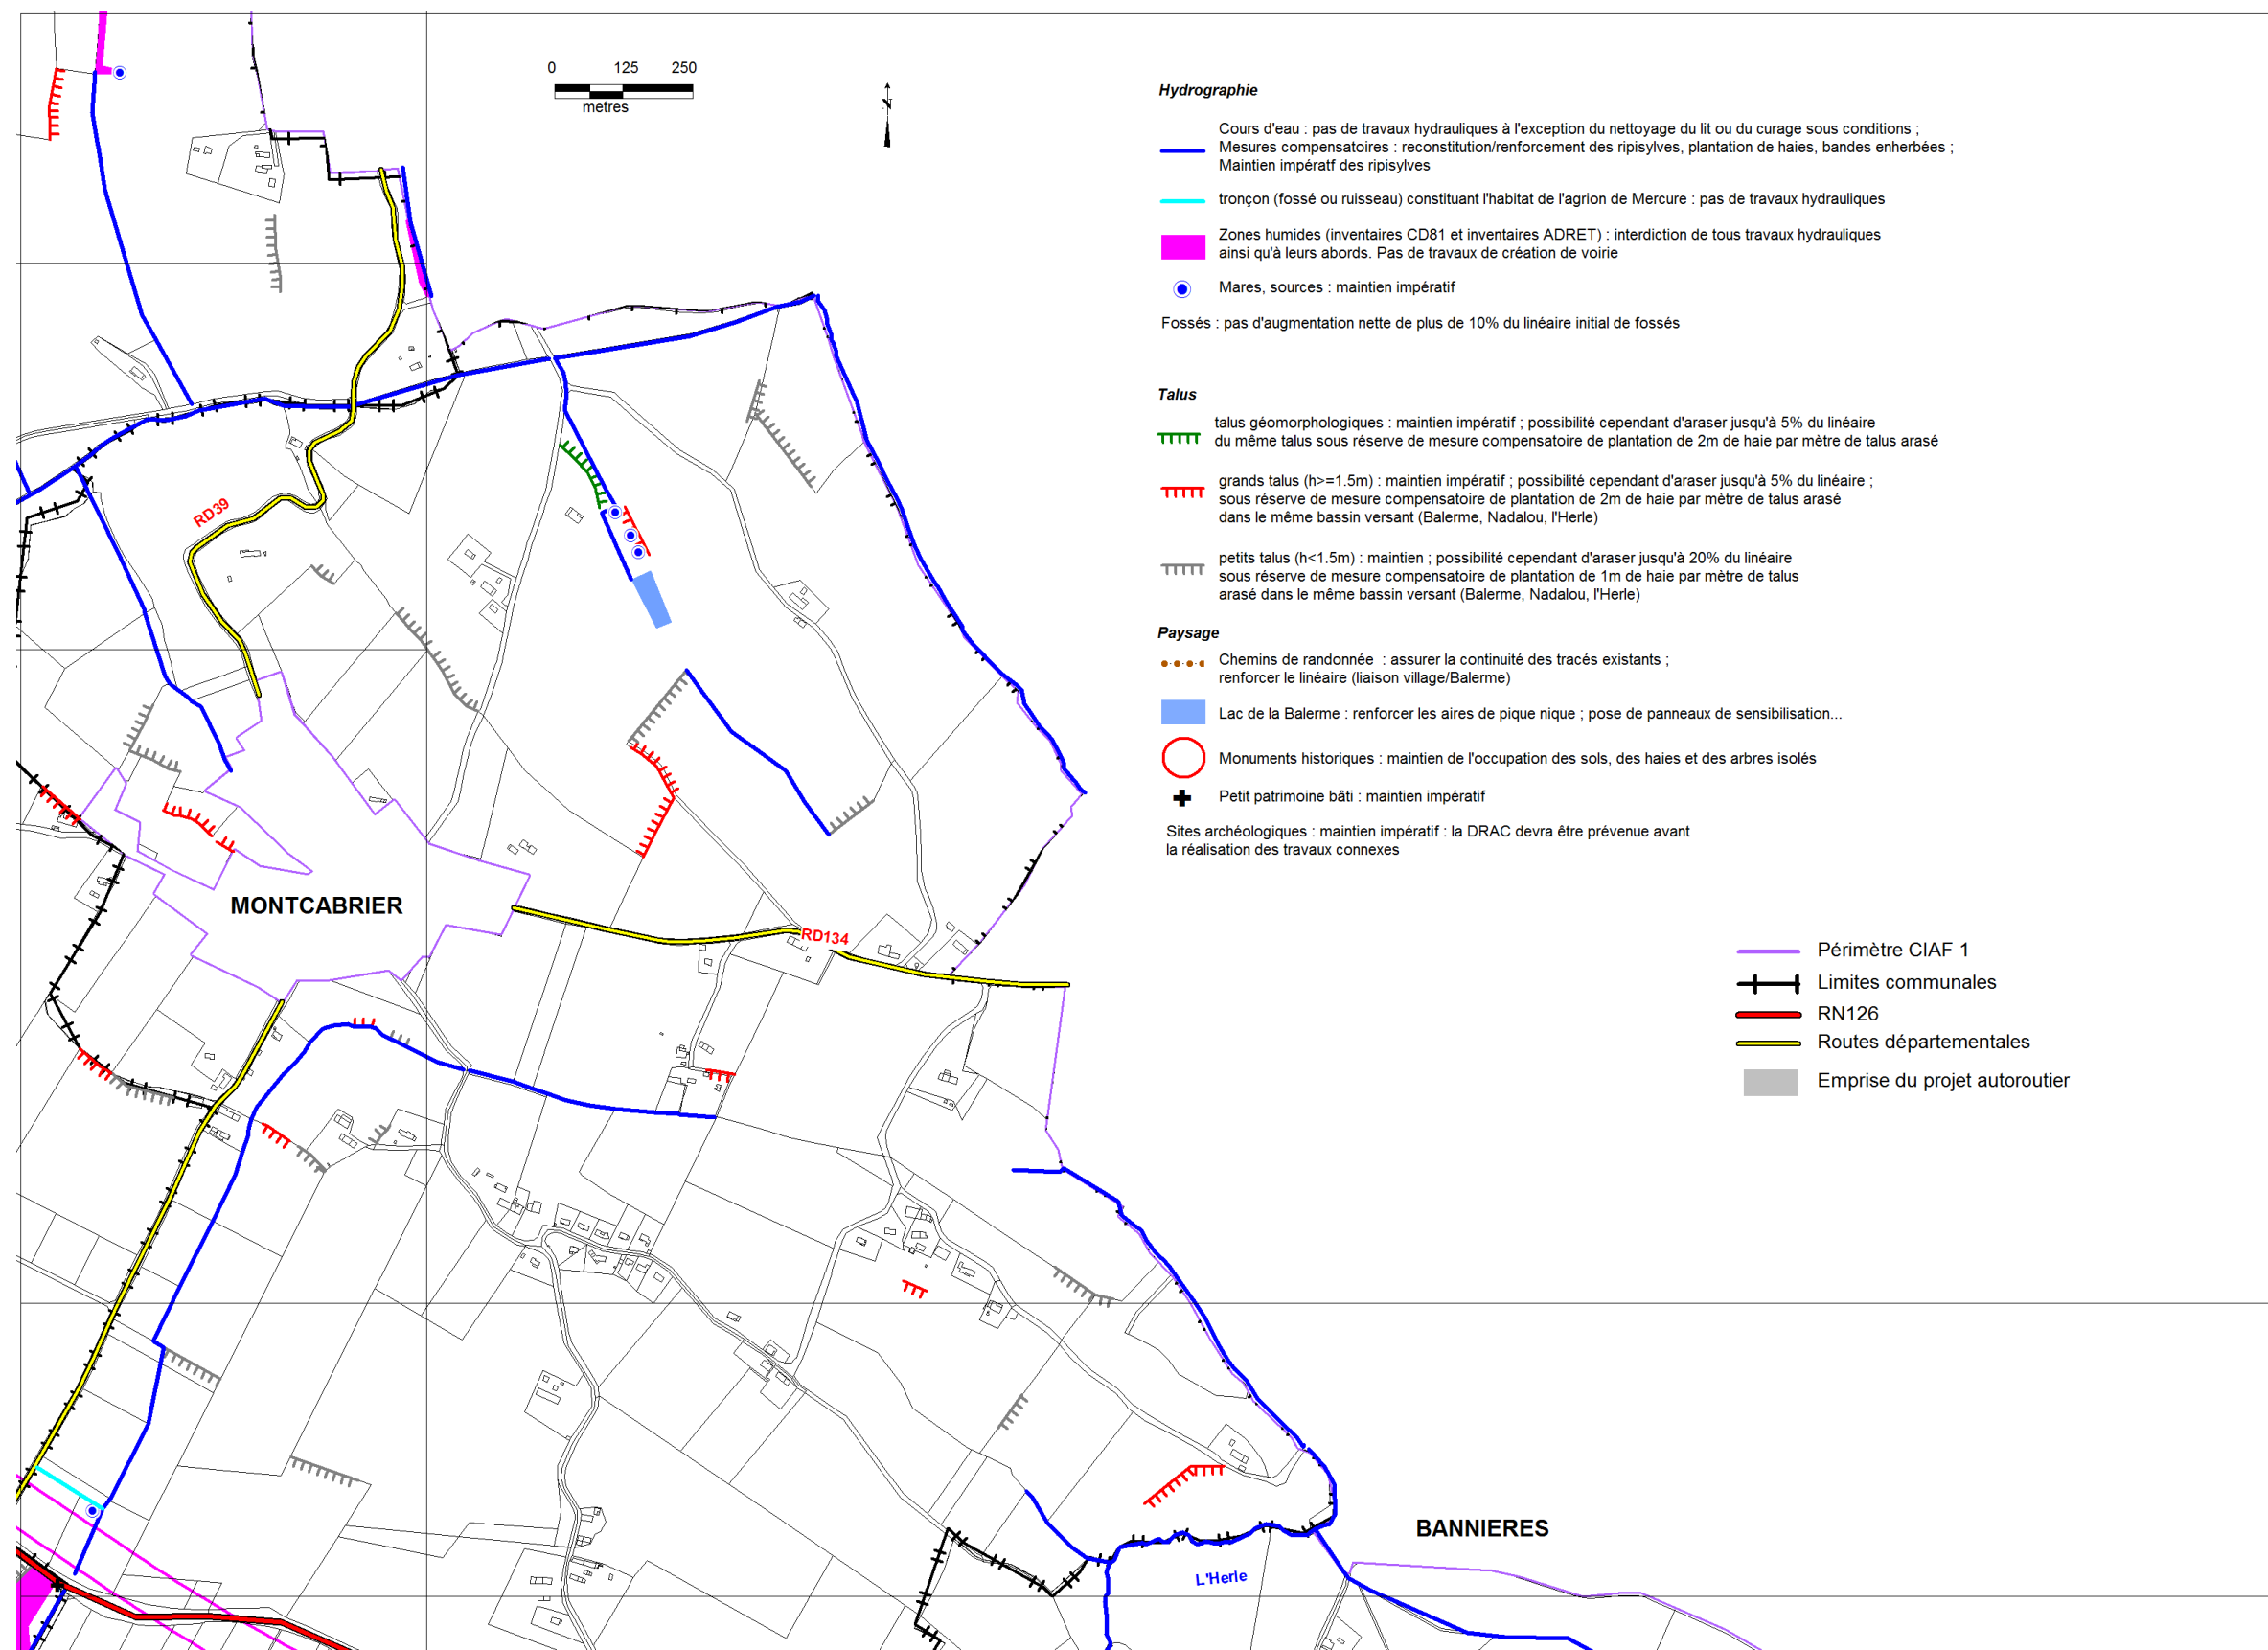 0 125 250
metres
N
Hydrographie
Cours d'eau : pas de travaux hydrauliques à l'exception du nettoyage du lit ou du curage sous conditions ;
Mesures compensatoires : reconstitution/renforcement des ripisylves, plantation de haies, bandes enherbées ;
Maintien impératf des ripisylves
tronçon (fossé ou ruisseau) constituant l'habitat de l'agrion de Mercure : pas de travaux hydrauliques
Zones humides (inventaires CD81 et inventaires ADRET) : interdiction de tous travaux hydrauliques
ainsi qu'à leurs abords. Pas de travaux de création de voirie
Mares, sources : maintien impératif
Fossés : pas d'augmentation nette de plus de 10% du linéaire initial de fossés
Talus
talus géomorphologiques : maintien impératif ; possibilité cependant d'araser jusqu'à 5% du linéaire
du même talus sous réserve de mesure compensatoire de plantation de 2m de haie par mètre de talus arasé
grands talus (h>=1.5m) : maintien impératif ; possibilité cependant d'araser jusqu'à 5% du linéaire ;
sous réserve de mesure compensatoire de plantation de 2m de haie par mètre de talus arasé
dans le même bassin versant (Balerme, Nadalou, l'Herle)
petits talus (h<1.5m) : maintien ; possibilité cependant d'araser jusqu'à 20% du linéaire
sous réserve de mesure compensatoire de plantation de 1m de haie par mètre de talus
arasé dans le même bassin versant (Balerme, Nadalou, l'Herle)
Paysage
Chemins de randonnée : assurer la continuité des tracés existants ;
renforcer le linéaire (liaison village/Balerme)
Lac de la Balerme : renforcer les aires de pique nique ; pose de panneaux de sensibilisation...
Monuments historiques : maintien de l'occupation des sols, des haies et des arbres isolés
Petit patrimoine bâti : maintien impératif
Sites archéologiques : maintien impératif : la DRAC devra être prévenue avant
la réalisation des travaux connexes
RD39
MONTCABRIER
RD134
Périmètre CIAF 1
Limites communales
RN126
Routes départementales
Emprise du projet autoroutier
BANNIERES
L'Herle